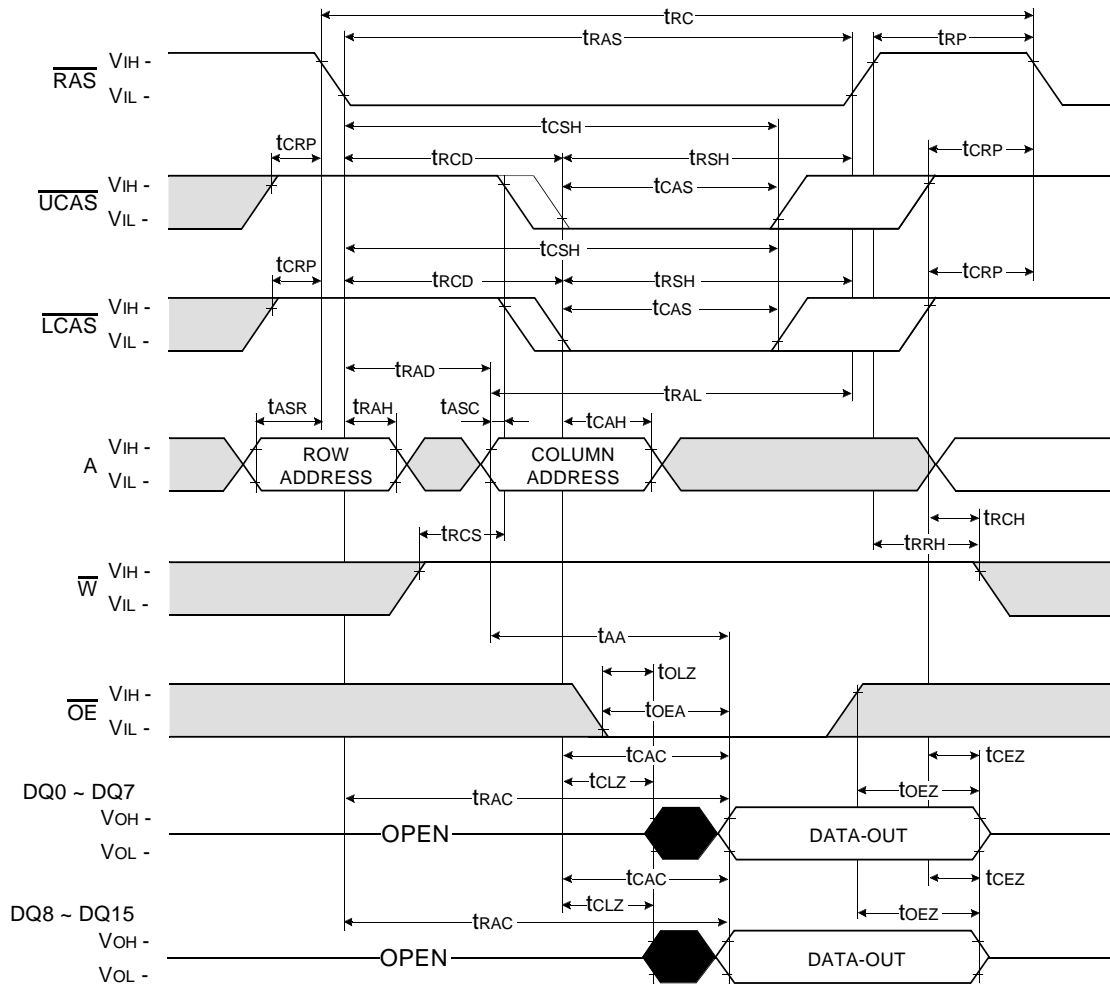 tRC
tRAS
tRP
RAS
VIH -
VIL -
tCSH
tCRP
tRCD
tRSH
tCRP
UCAS
VIH -
VIL -
tCAS
tCSH
tCRP
tRCD
tRSH
tCRP
LCAS
VIH -
VIL -
tCAS
tRAD
tRAL
tASR
tRAH
tASC
tCAH
A
VIH -
VIL -
ROW
ADDRESS
COLUMN
ADDRESS
tRCH
tRCS
tRRH
W
VIH -
VIL -
tAA
tOLZ
OE
VIH -
VIL -
tOEA
tCAC
tCEZ
tCLZ
tOEZ
DQ0 ~ DQ7
tRAC
VOH -
VOL -
OPEN
DATA-OUT
tCAC
tCEZ
tCLZ
tOEZ
DQ8 ~ DQ15
tRAC
VOH -
VOL -
OPEN
DATA-OUT